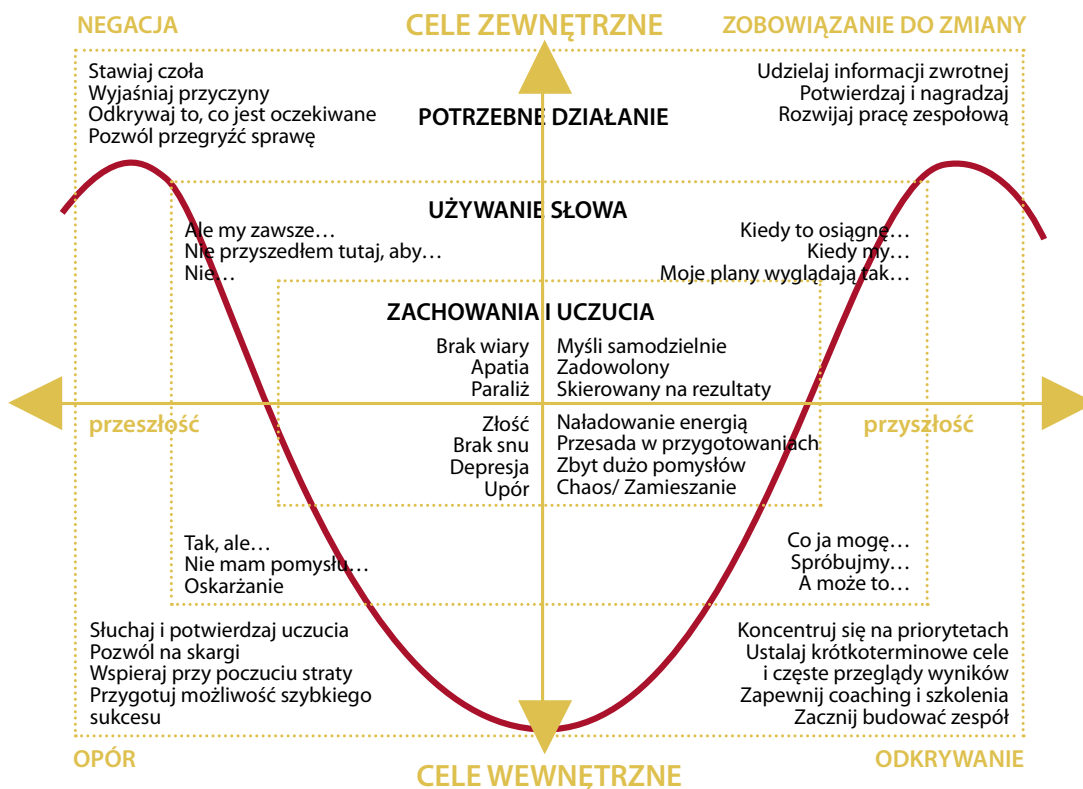 NEGACJA
CELE ZEWNĘTRZNE
ZOBOWIĄZANIE DO ZMIANY
Stawiaj czoła
Wyjaśniaj przyczyny
Odkrywaj to, co jest oczekiwane
Pozwól przegryźć sprawę
Udzielaj informacji zwrotnej
Potwierdzaj i nagradzaj
Rozwijaj pracę zespołową
POTRZEBNE DZIAŁANIE
UŻYWANIE SŁOWA
Ale my zawsze…
Nie przyszedłem tutaj, aby…
Nie…
Kiedy to osiągnę…
Kiedy my…
Moje plany wyglądają tak…
ZACHOWANIA I UCZUCIA
Brak wiary
Apatia
Paraliż
Myśli samodzielnie
Zadowolony
Skierowany na rezultaty
przeszłość
przyszłość
Złość
Brak snu
Depresja
Upór
Naładowanie energią
Przesada w przygotowaniach
Zbyt dużo pomysłów
Chaos/ Zamieszanie
Tak, ale…
Nie mam pomysłu…
Oskarżanie
Co ja mogę…
Spróbujmy…
A może to…
Słuchaj i potwierdzaj uczucia
Pozwól na skargi
Wspieraj przy poczuciu straty
Przygotuj możliwość szybkiego
sukcesu
Koncentruj się na priorytetach
Ustalaj krótkoterminowe cele
i częste przeglądy wyników
Zapewnij coaching i szkolenia
Zacznij budować zespół
OPÓR
CELE WEWNĘTRZNE
ODKRYWANIE